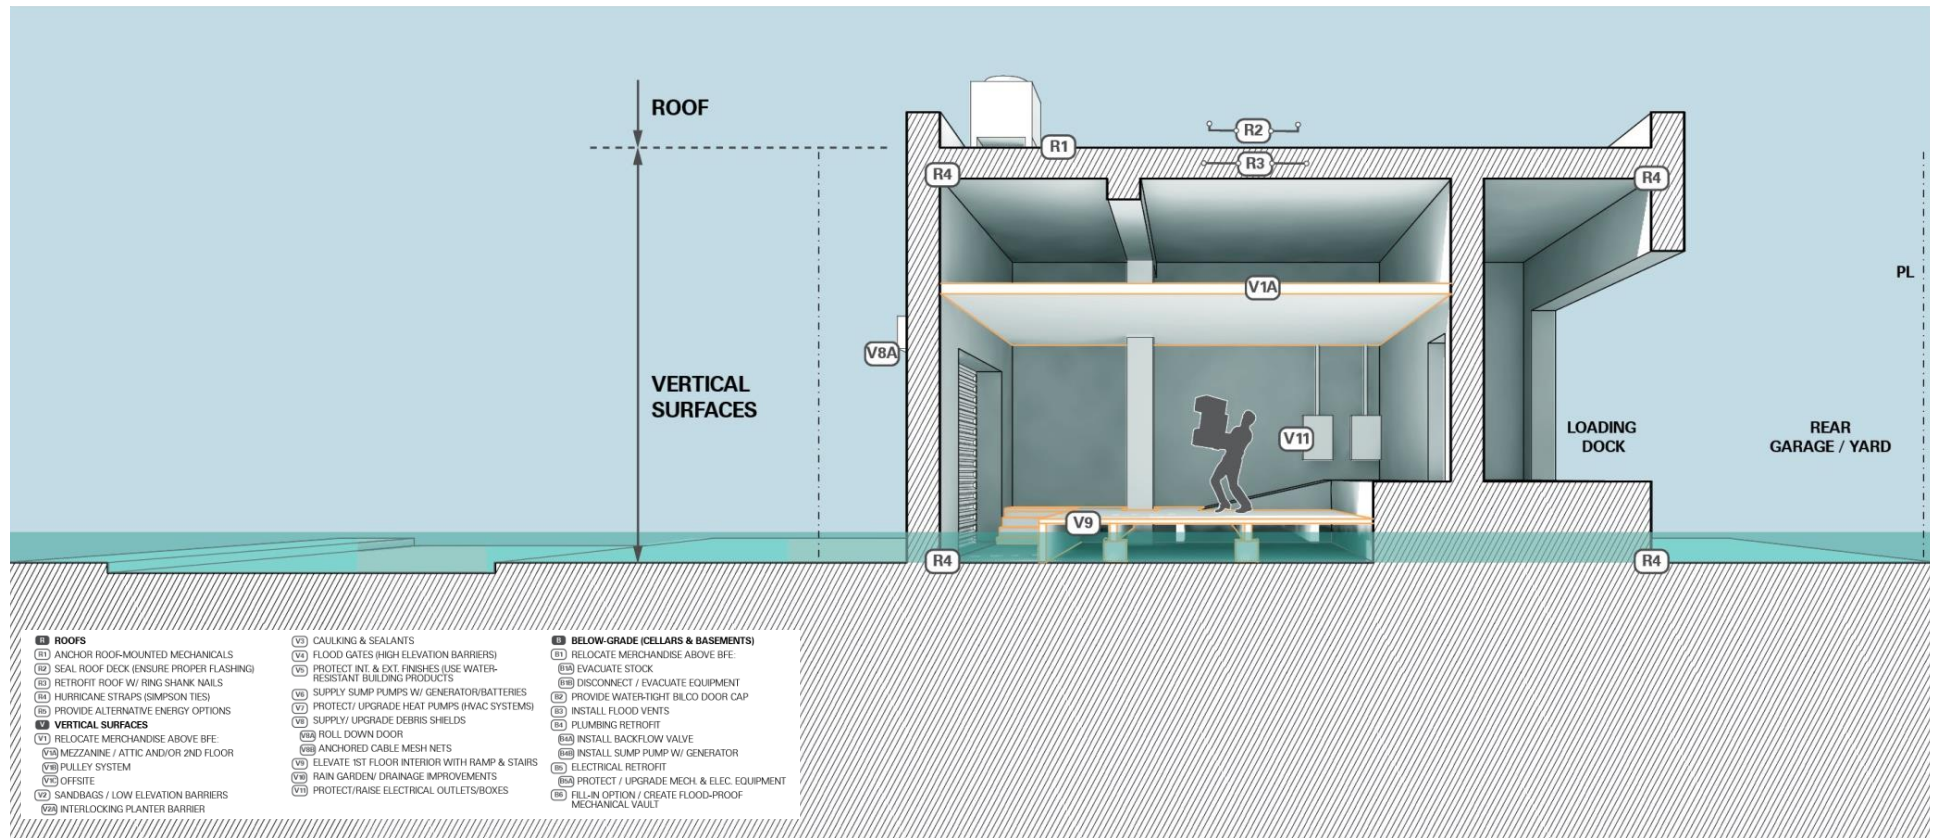 ROOF
R2
R1
R3
R4
R4
PL
V1A
V8A
VERTICAL
SURFACES
V11
LOADING
DOCK
REAR
GARAGE / YARD
V9
R4
R4
R ROOFS
R1 ANCHOR ROOF-MOUNTED MECHANICALS
R2 SEAL ROOF DECK (ENSURE PROPER FLASHING)
R3 RETROFIT ROOF W/ RING SHANK NAILS
R4 HURRICANE STRAPS (SIMPSON TIES)
R5 PROVIDE ALTERNATIVE ENERGY OPTIONS
V VERTICAL SURFACES
V1 RELOCATE MERCHANDISE ABOVE BFE:
V1A MEZZANINE / ATTIC AND/OR 2ND FLOOR
V1B PULLEY SYSTEM
V1C OFFSITE
V2 SANDBAGS / LOW ELEVATION BARRIERS
V2A INTERLOCKING PLANTER BARRIER
V3 CAULKING & SEALANTS
V4 FLOOD GATES (HIGH ELEVATION BARRIERS)
V5 PROTECT INT. & EXT. FINISHES (USE WATER-
RESISTANT BUILDING PRODUCTS
V6 SUPPLY SUMP PUMPS W/ GENERATOR/BATTERIES
V7 PROTECT/ UPGRADE HEAT PUMPS (HVAC SYSTEMS)
V8 SUPPLY/ UPGRADE DEBRIS SHIELDS
V8A ROLL DOWN DOOR
V8B ANCHORED CABLE MESH NETS
V9 ELEVATE 1ST FLOOR INTERIOR WITH RAMP & STAIRS
V10 RAIN GARDEN/ DRAINAGE IMPROVEMENTS
V11 PROTECT/RAISE ELECTRICAL OUTLETS/BOXES
B BELOW-GRADE (CELLARS & BASEMENTS)
B1 RELOCATE MERCHANDISE ABOVE BFE:
B1A EVACUATE STOCK
B1B DISCONNECT / EVACUATE EQUIPMENT
B2 PROVIDE WATER-TIGHT BILCO DOOR CAP
B3 INSTALL FLOOD VENTS
B4 PLUMBING RETROFIT
B4A INSTALL BACKFLOW VALVE
B4B INSTALL SUMP PUMP W/ GENERATOR
B5 ELECTRICAL RETROFIT
B5A PROTECT / UPGRADE MECH. & ELEC. EQUIPMENT
B6 FILL-IN OPTION / CREATE FLOOD-PROOF
MECHANICAL VAULT